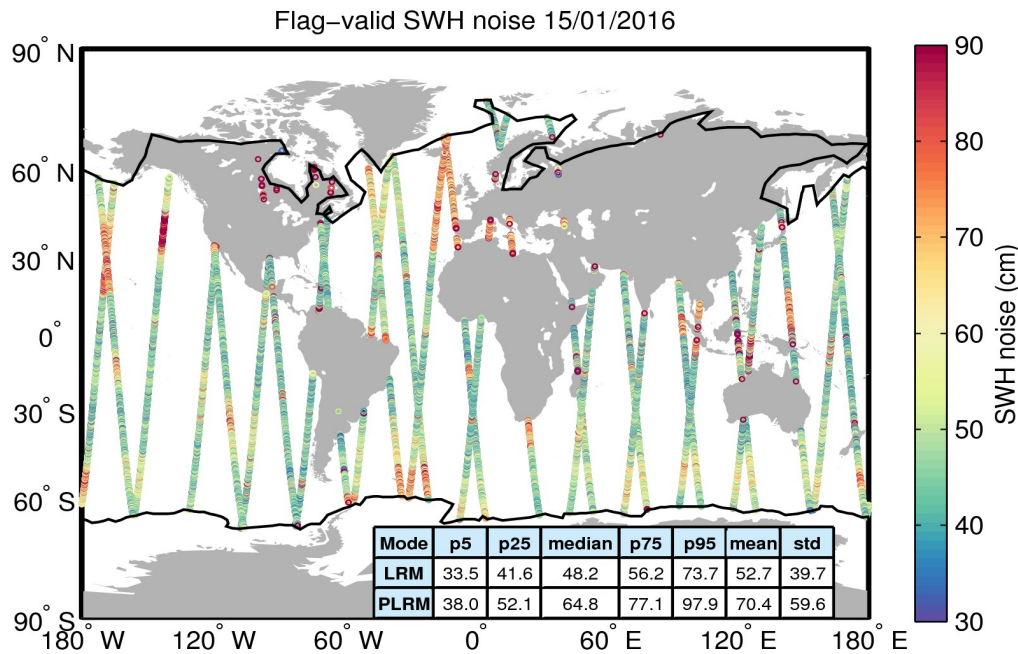 Flag−valid SWH noise 15/01/2016
90° N
60° N
30° N
0°
30° S
60° S
90° S
180° W
120° W
60° W
0°
60° E
120° E
180° E
90
80
70
60
50
40
30
SWH noise (cm)
Mode p5 p25 median p75 p95 mean std
LRM 33.5 41.6 48.2 56.2 73.7 52.7 39.7
PLRM 38.0 52.1 64.8 77.1 97.9 70.4 59.6